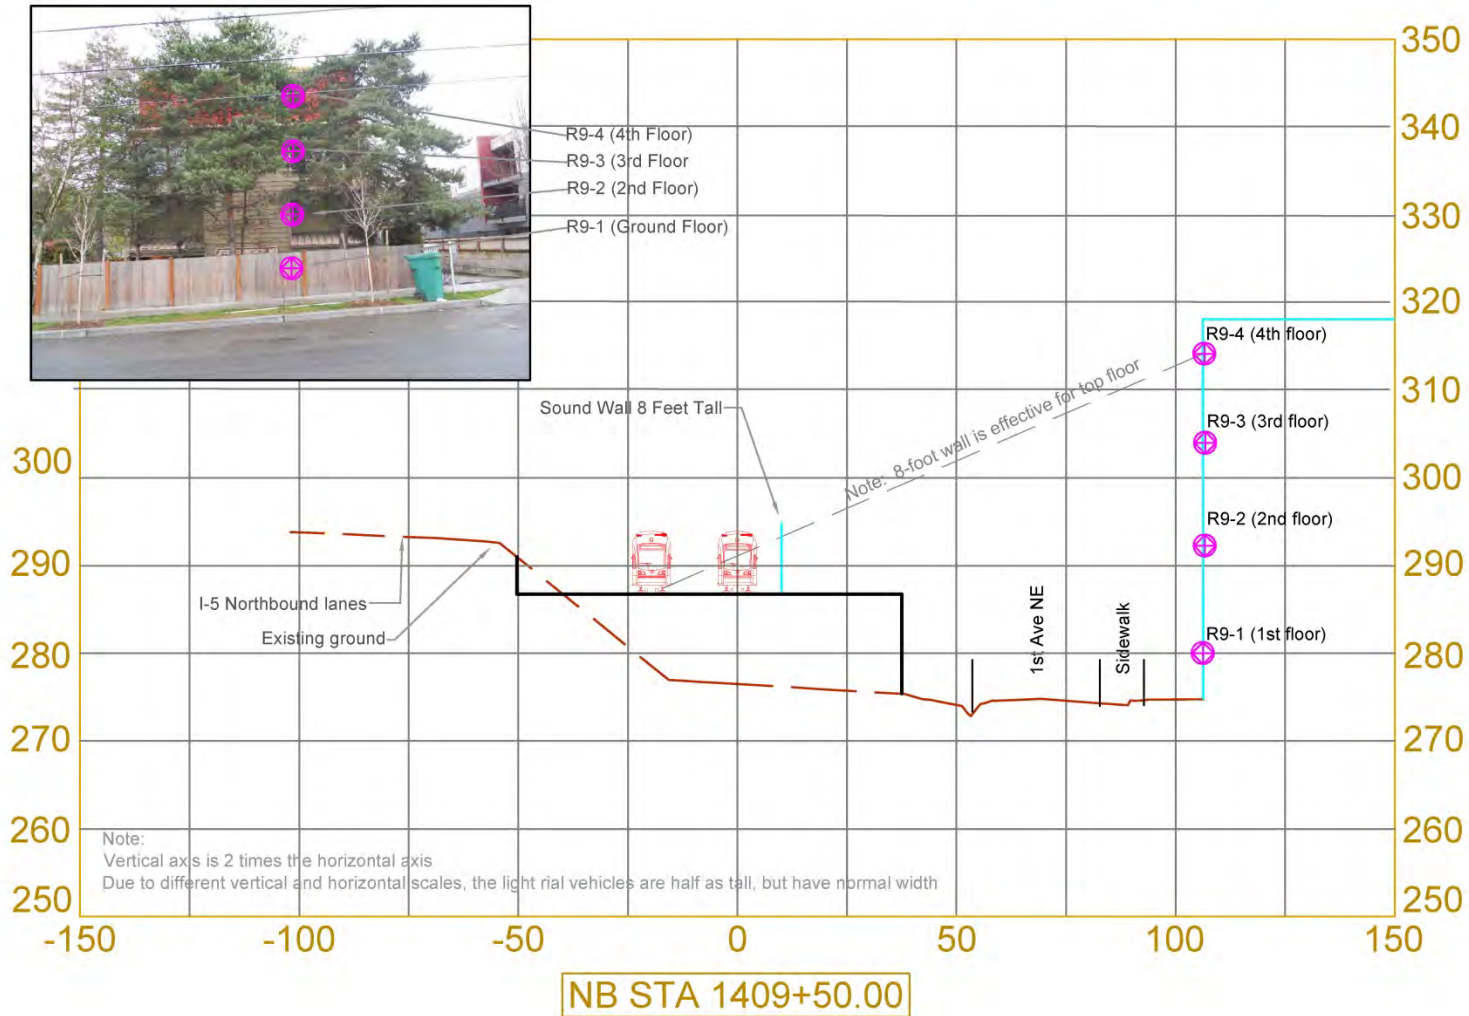 350
340
R9-4 (4th Floor)
R9-3 (3rd Floor
R9-2 (2nd Floor)
R9-1 (Ground Floor)
330
320
R9-4 (4th floor)
310
Sound Wall 8 Feet Tall
Note: 8-foot wall is effective for top floor
R9-3 (3rd floor)
300
300
R9-2 (2nd floor)
290
290
I-5 Northbound lanes
Existing ground
1st Ave NE
Sidewalk
R9-1 (1st floor)
280
280
270
270
260
260
Note:
Vertical axis is 2 times the horizontal axis
Due to different vertical and horizontal scales, the light rial vehicles are half as tall, but have normal width
250
250
-150
-100
-50
0
50
100
150
NB STA 1409+50.00